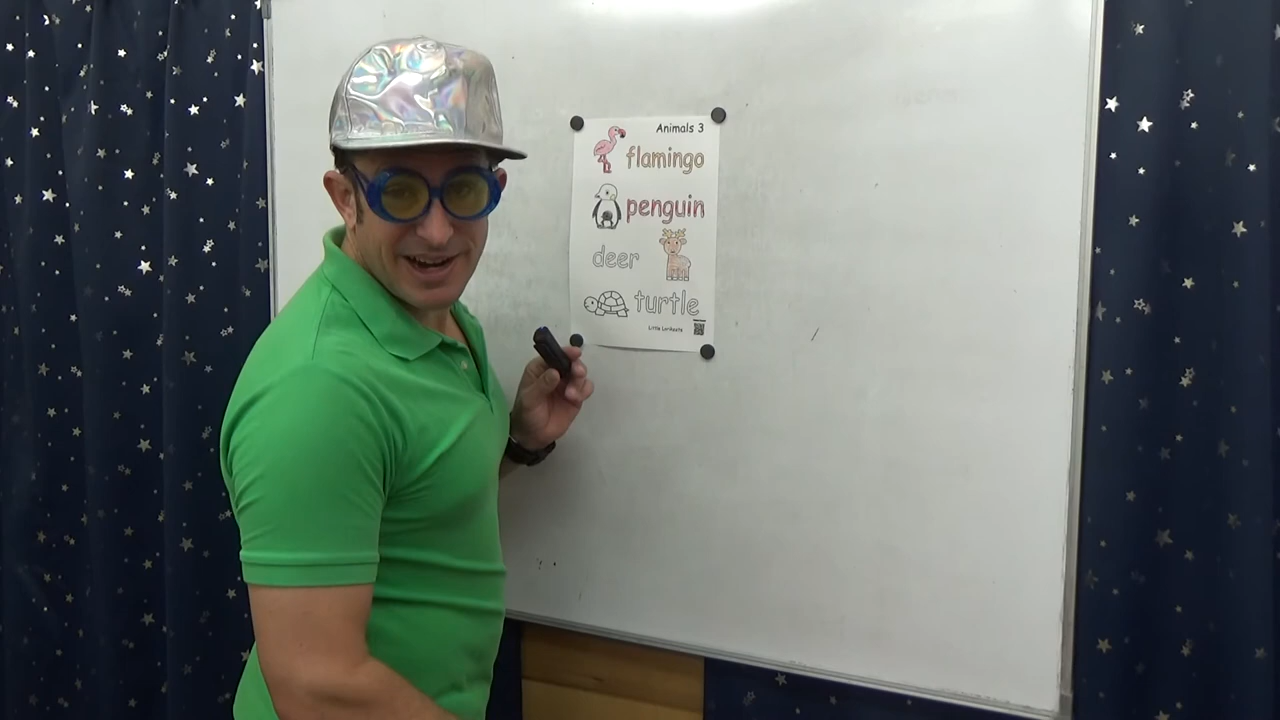 Animals 3
flamingo
penguin
deer
turtle
Little Lorikeets